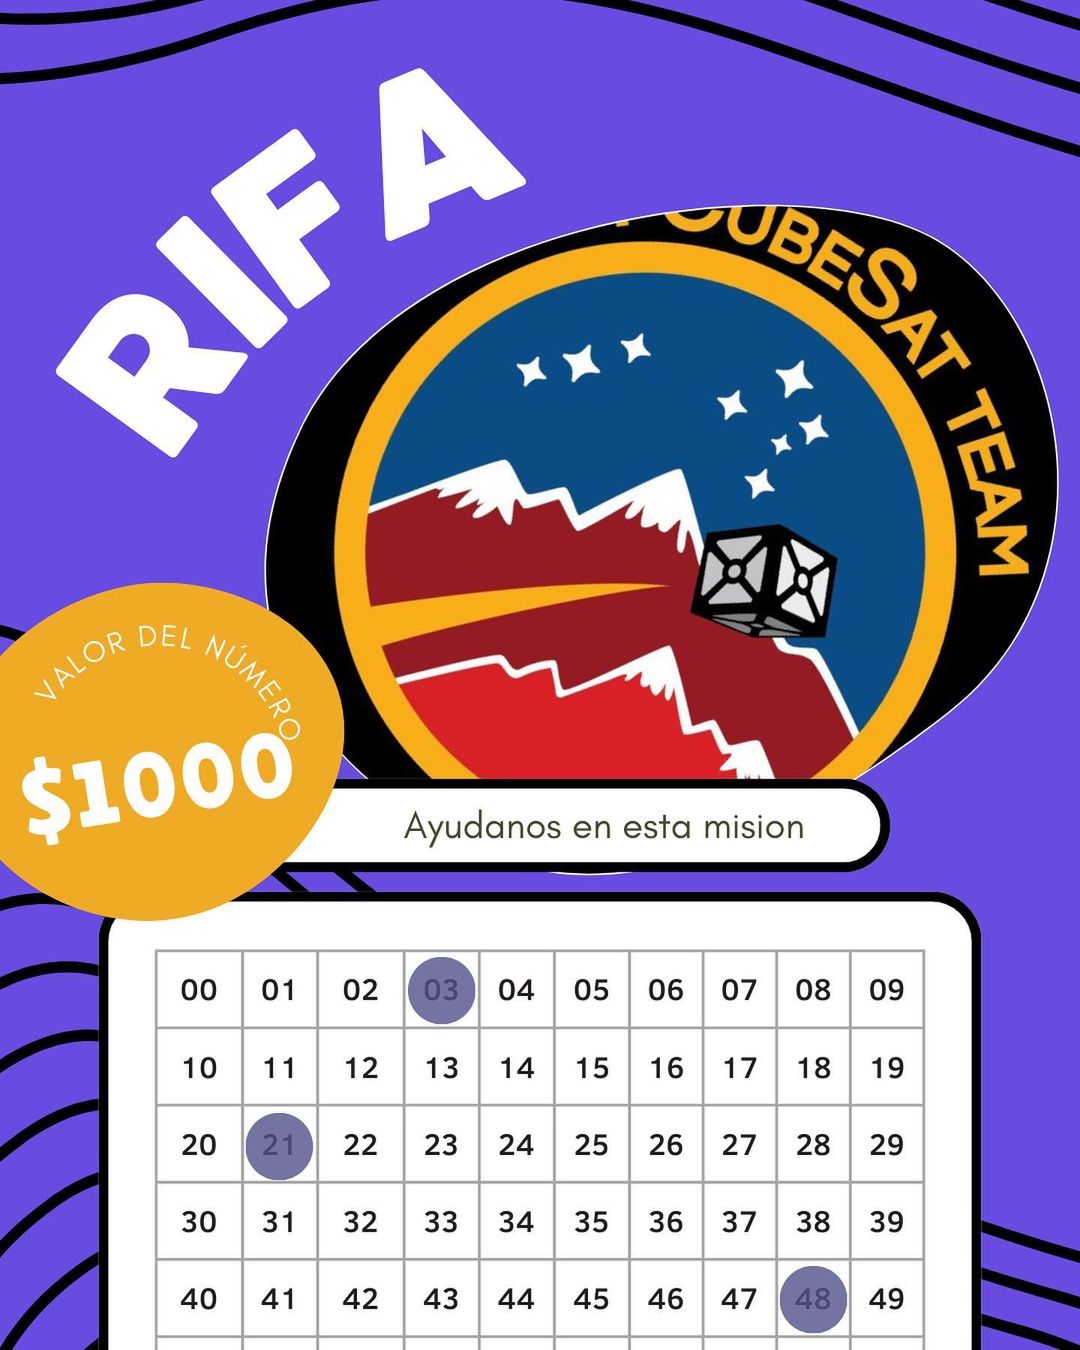 RIFA
CUBESAT TEAM
VALOR DEL NÚMERO
$1000
Ayudanos en esta mision
00 01 02 03 04 05 06 07 08 09
10 11 12 13 14 15 16 17 18 19
20 21 22 23 24 25 26 27 28 29
30 31 32 33 34 35 36 37 38 39
40 41 42 43 44 45 46 47 48 49